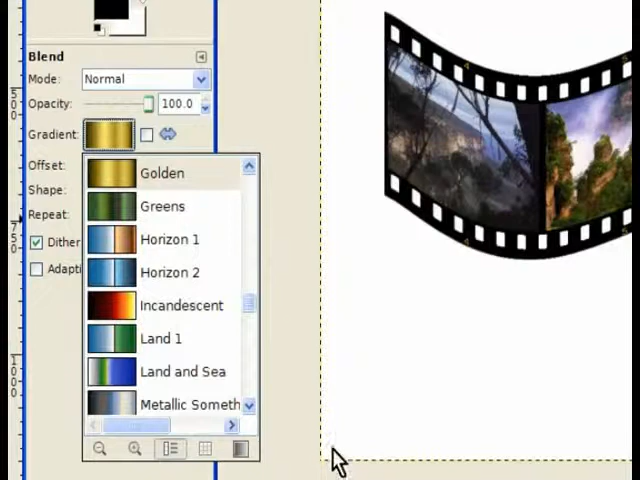 Blend
Mode: Normal
Opacity: 100.0
Gradient:
Offset:
Shape:
Repeat:
Dither
Adapti
Golden
Greens
Horizon 1
Horizon 2
Incandescent
Land 1
Land and Sea
Metallic Someth